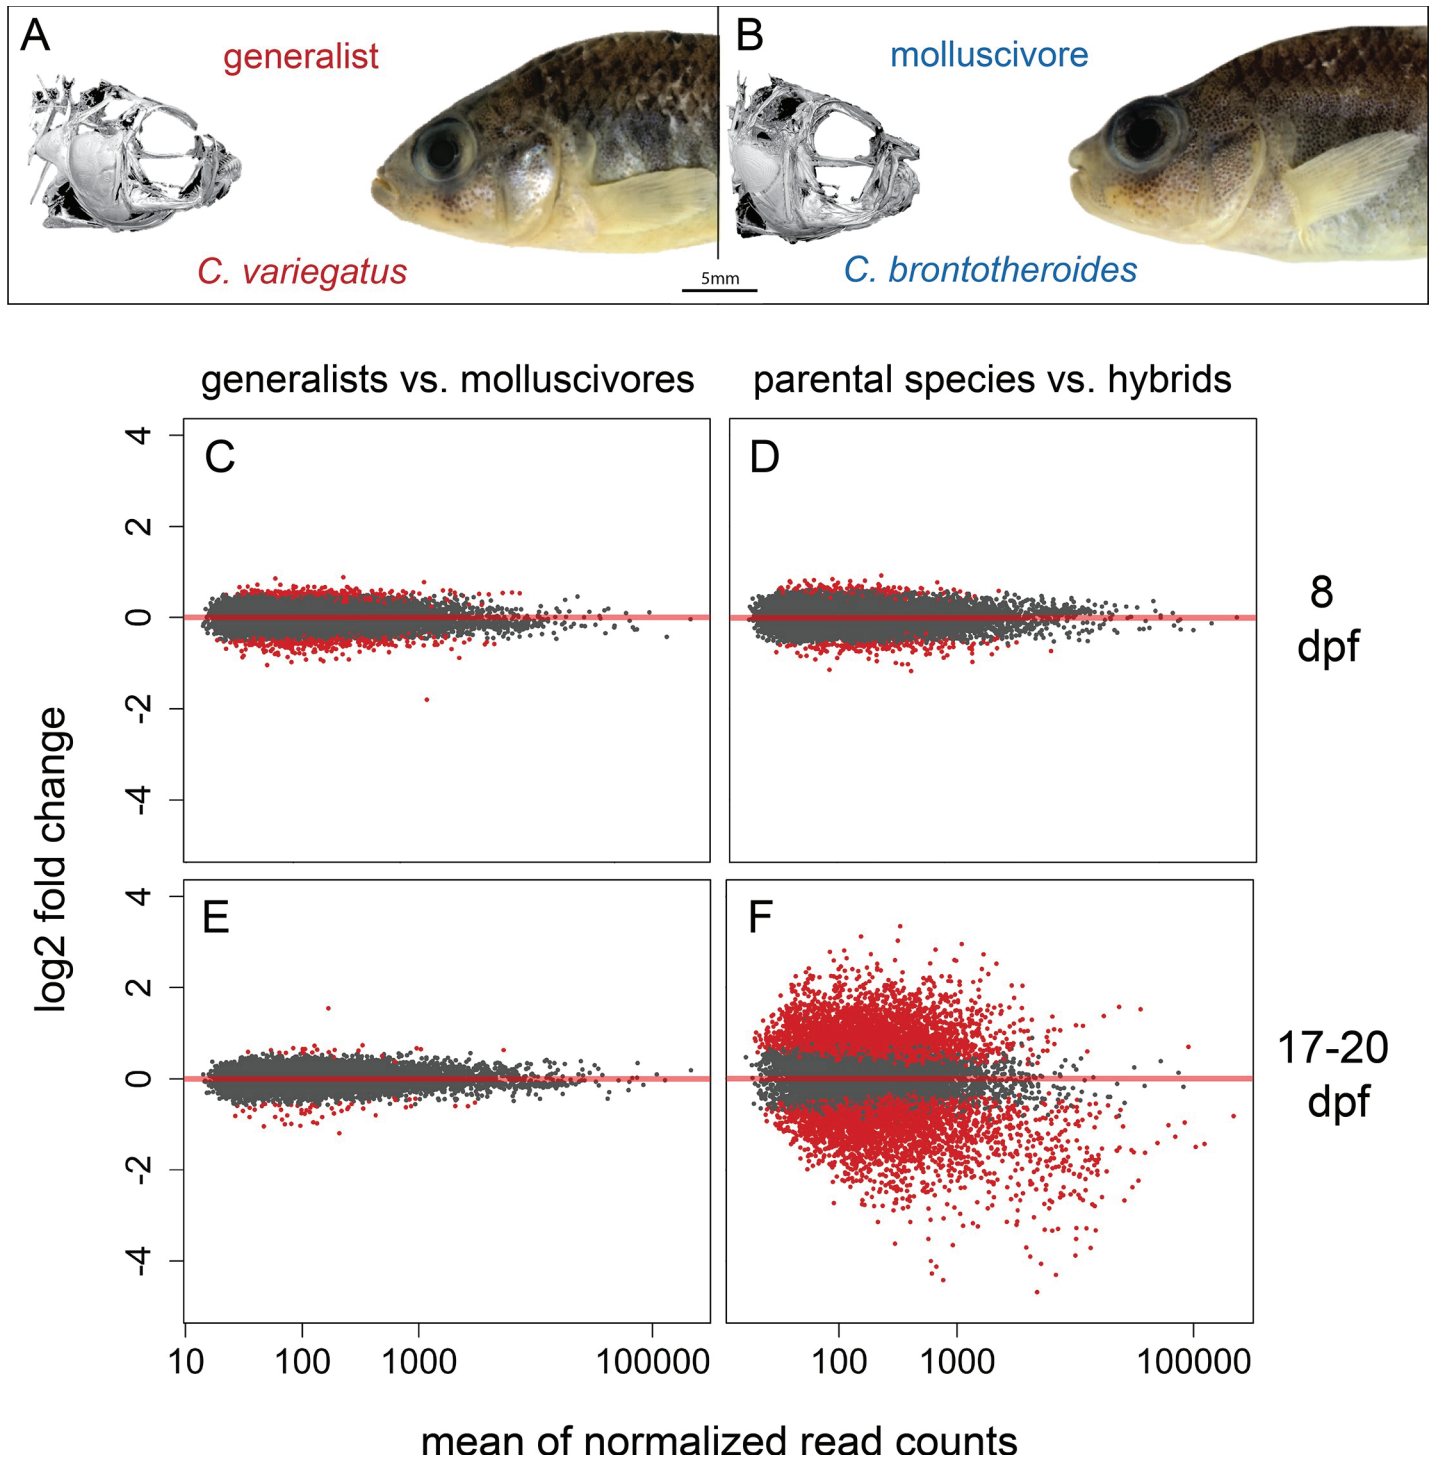 A
generalist
C. variegatus
B
molluscivore
C. brontotheroides
5mm
generalists vs. molluscivores
parental species vs. hybrids
log2 fold change
C
4
2
0
-2
-4
D
8
dpf
E
4
2
0
-2
-4
F
17-20
dpf
10 100 1000 100000
100 1000 100000
mean of normalized read counts